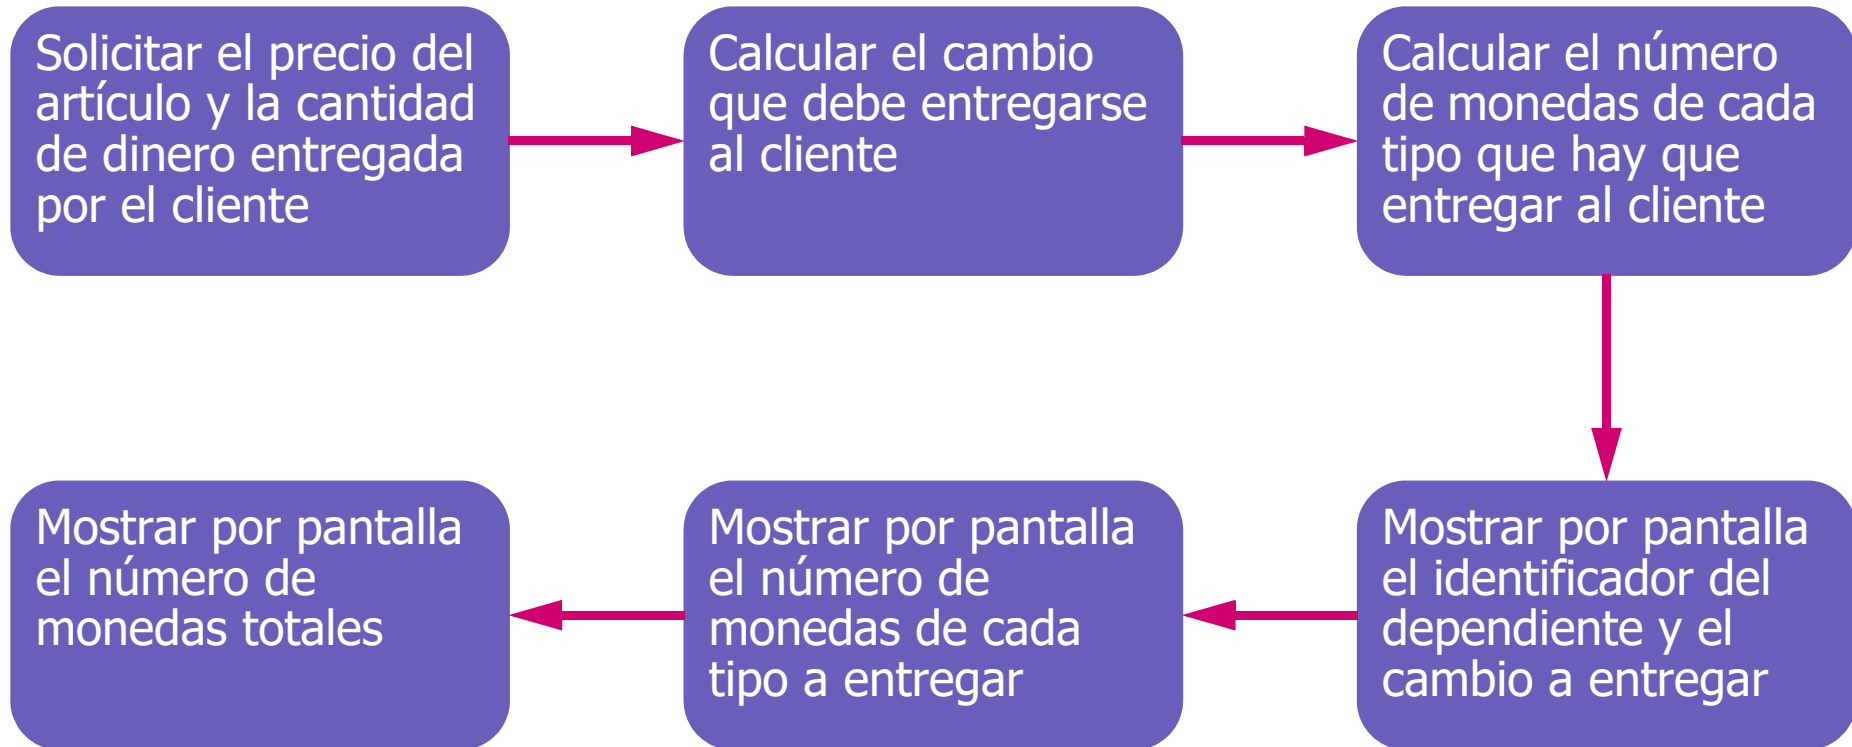 Solicitar el precio del
artículo y la cantidad
de dinero entregada
por el cliente
Calcular el cambio
que debe entregarse
al cliente
Calcular el número
de monedas de cada
tipo que hay que
entregar al cliente
Mostrar por pantalla
el identificador del
dependiente y el
cambio a entregar
Mostrar por pantalla
el número de
monedas de cada
tipo a entregar
Mostrar por pantalla
el número de
monedas totales